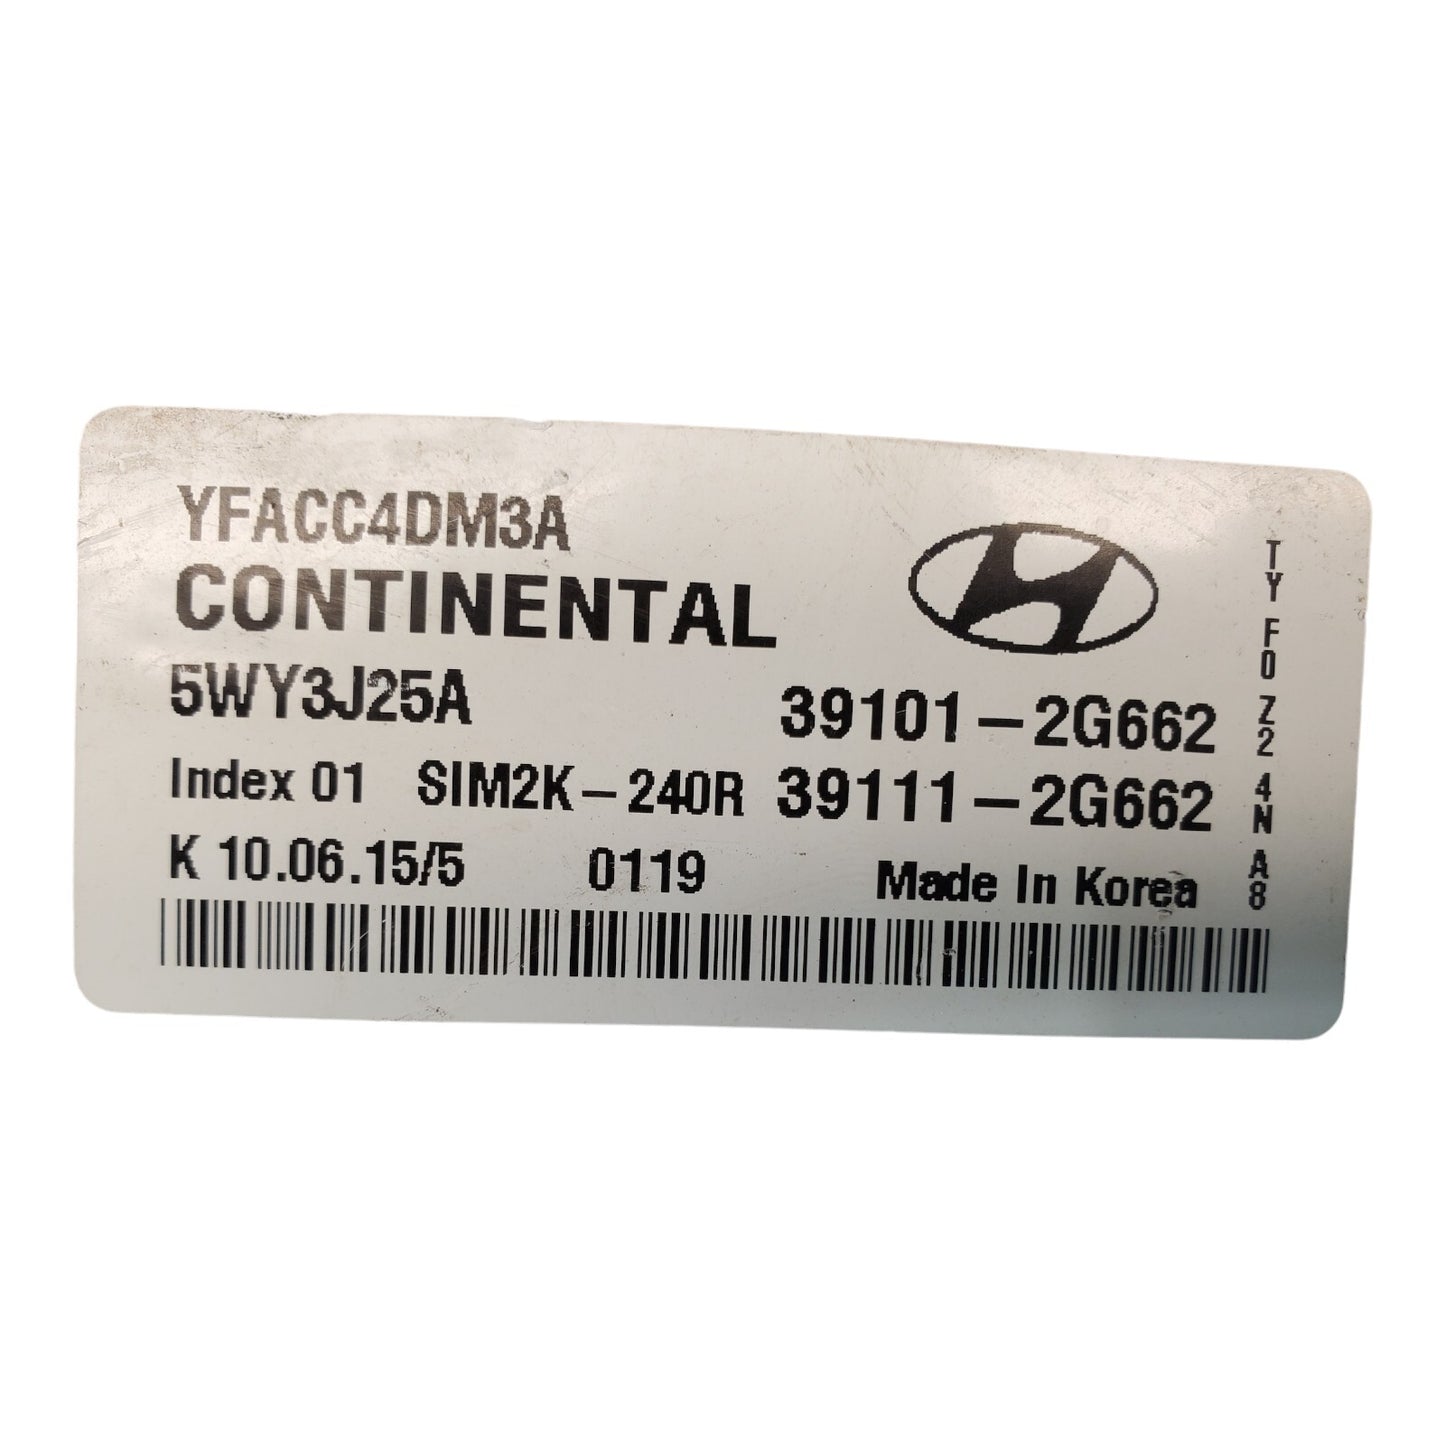 YFACC4DM3A
CONTINENTAL
5WY3J25A 39101-2G662
Index 01 SIM2K-240R 39111-2G662
K 10.06.15/5 0119 Made In Korea
TY F0 Z2 4N A8